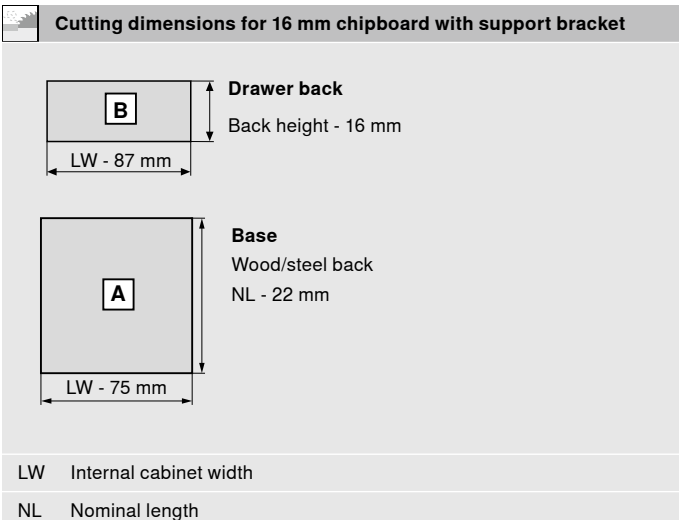 Cutting dimensions for 16 mm chipboard with support bracket
B
Drawer back
Back height - 16 mm
LW - 87 mm
Base
Wood/steel back
A
NL - 22 mm
LW - 75 mm
LW Internal cabinet width
NL Nominal length